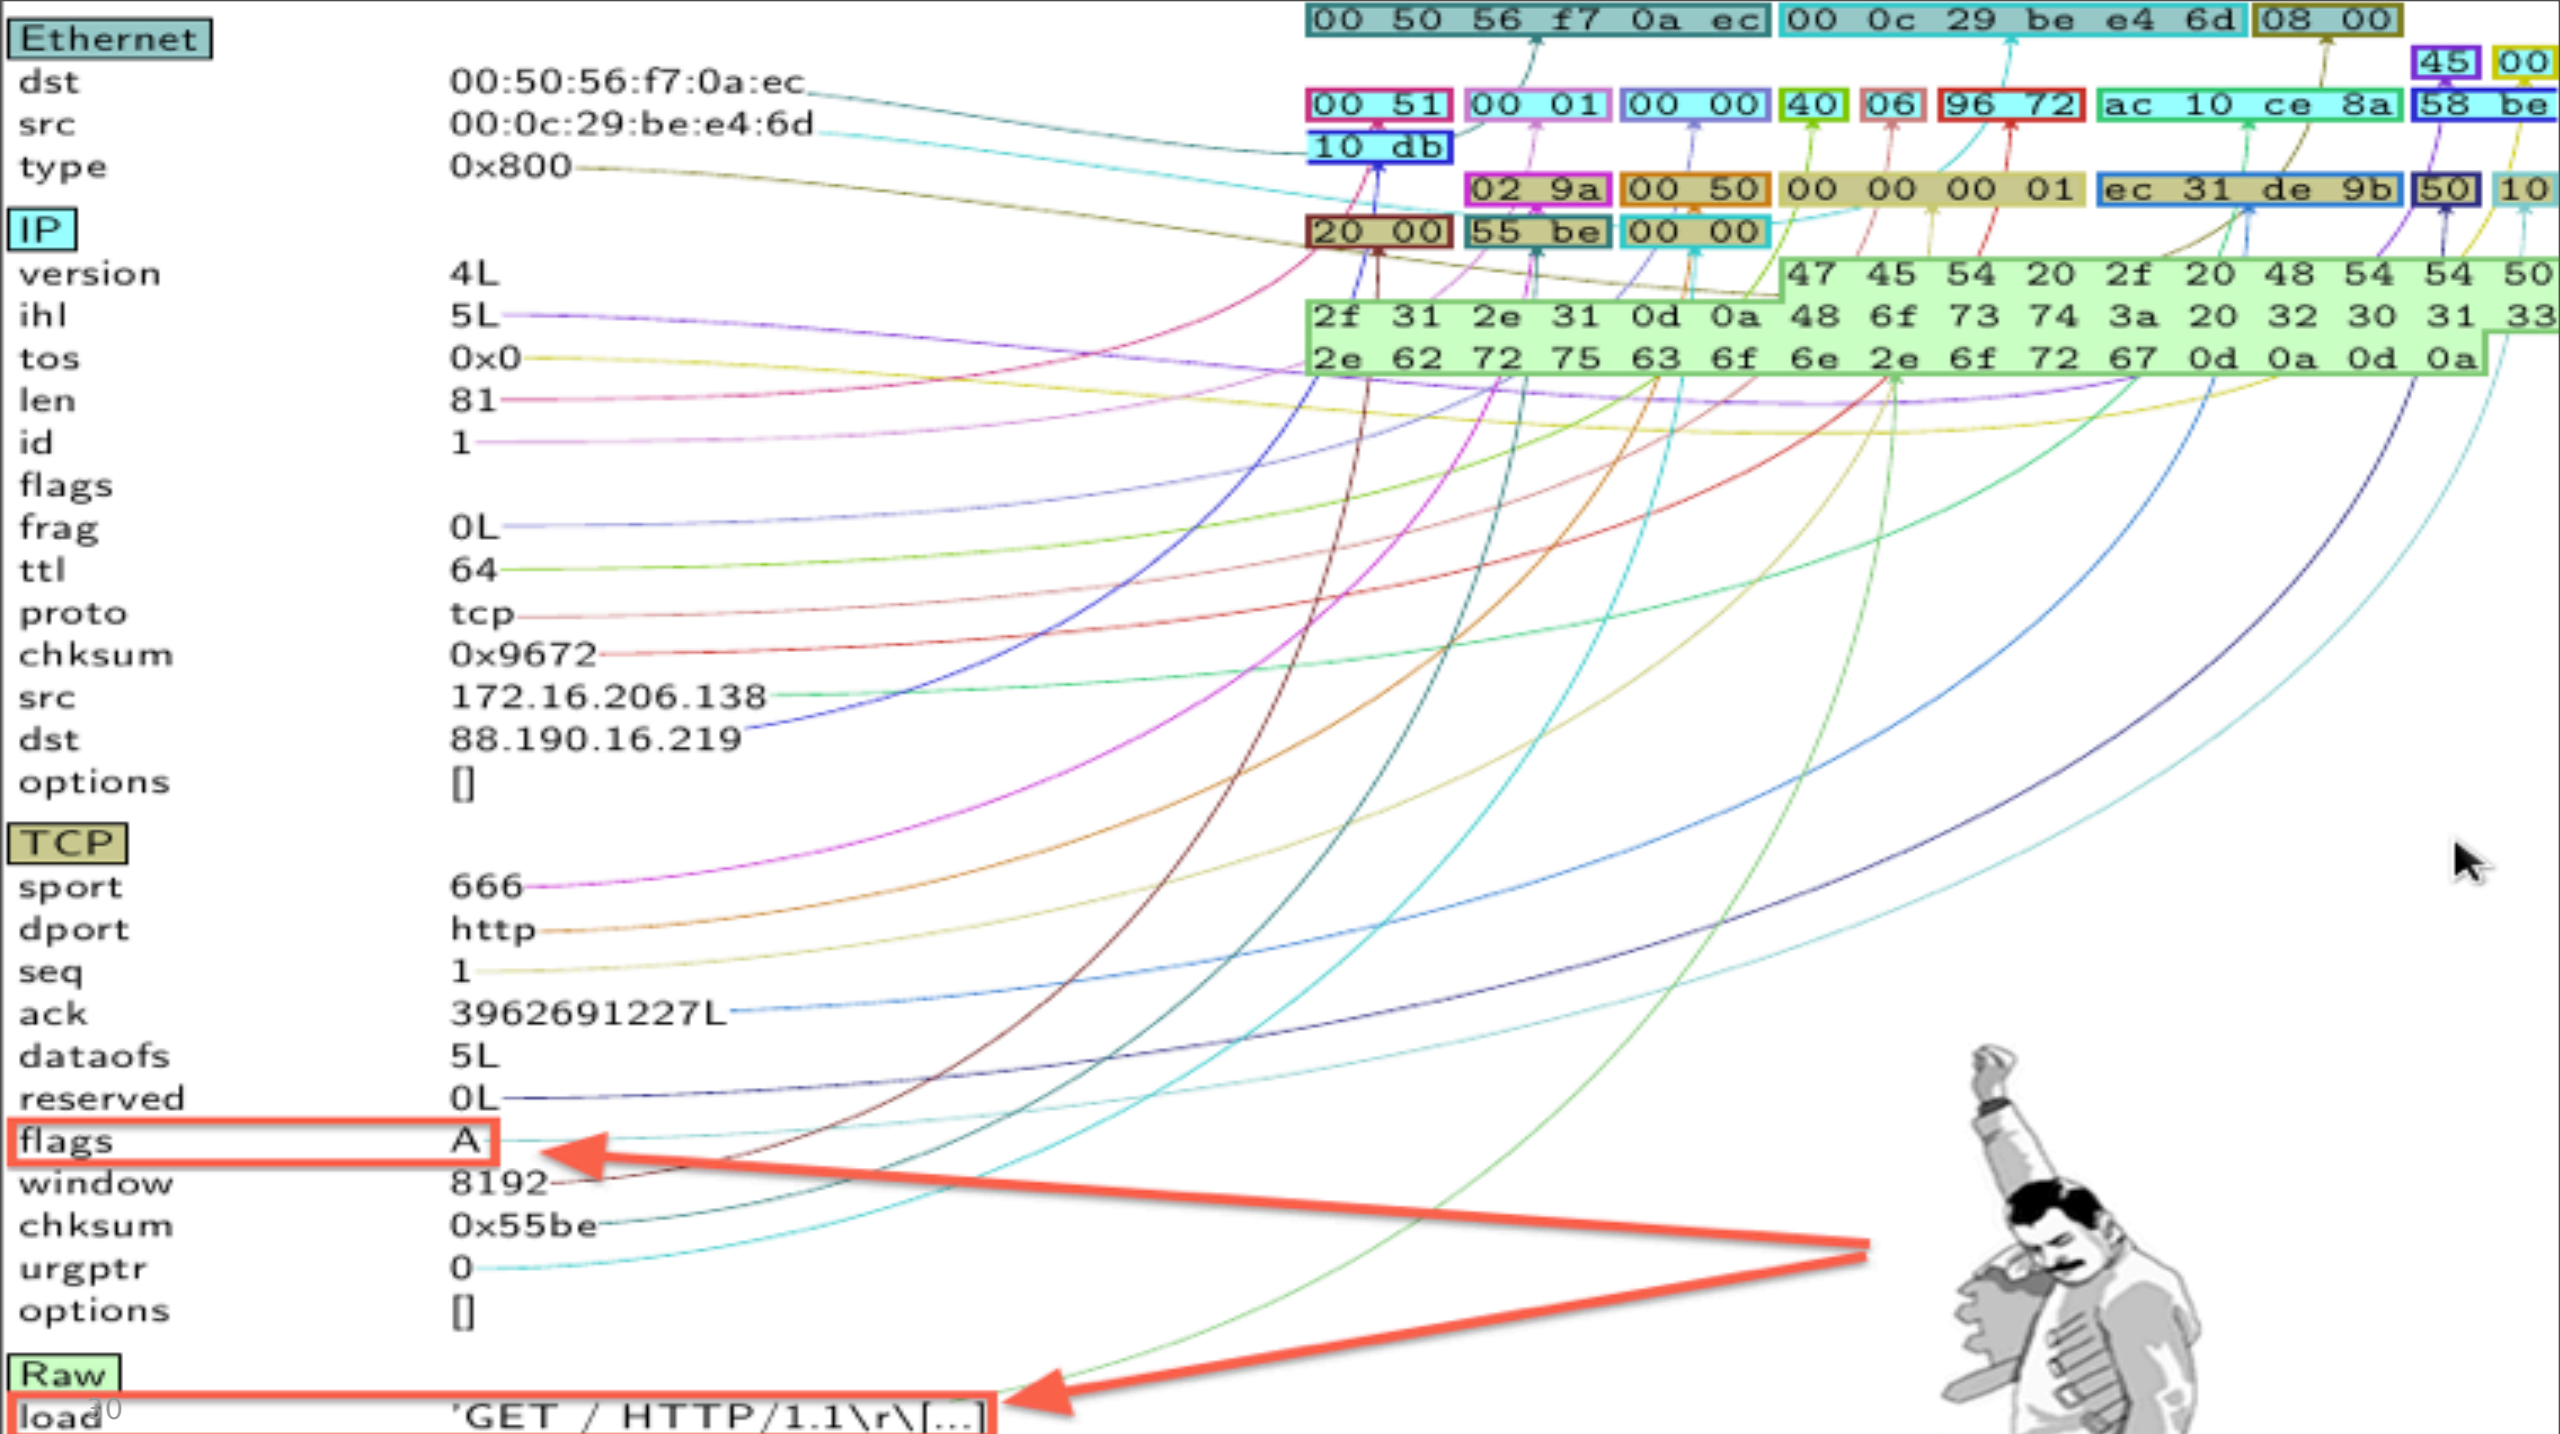 Ethernet
dst 00:50:56:f7:0a:ec
src 00:0c:29:be:e4:6d
type 0x800
IP
version 4L
ihl 5L
tos 0x0
len 81
id 1
flags
frag 0L
ttl 64
proto tcp
chksum 0x9672
src 172.16.206.138
dst 88.190.16.219
options []
TCP
sport 666
dport http
seq 1
ack 3962691227L
dataofs 5L
reserved 0L
flags A
window 8192
chksum 0x55be
urgptr 0
options []
Raw
load 'GET / HTTP/1.1\r\[...]
00 50 56 f7 0a ec 00 0c 29 be e4 6d 08 00
45 00
00 51 00 01 00 00 40 06 96 72 ac 10 ce 8a 58 be
10 db
02 9a 00 50 00 00 00 01 ec 31 de 9b 50 10
20 00 55 be 00 00
47 45 54 20 2f 20 48 54 54 50
2f 31 2e 31 0d 0a 48 6f 73 74 3a 20 32 30 31 33
2e 62 72 75 63 6f 6e 2e 6f 72 67 0d 0a 0d 0a